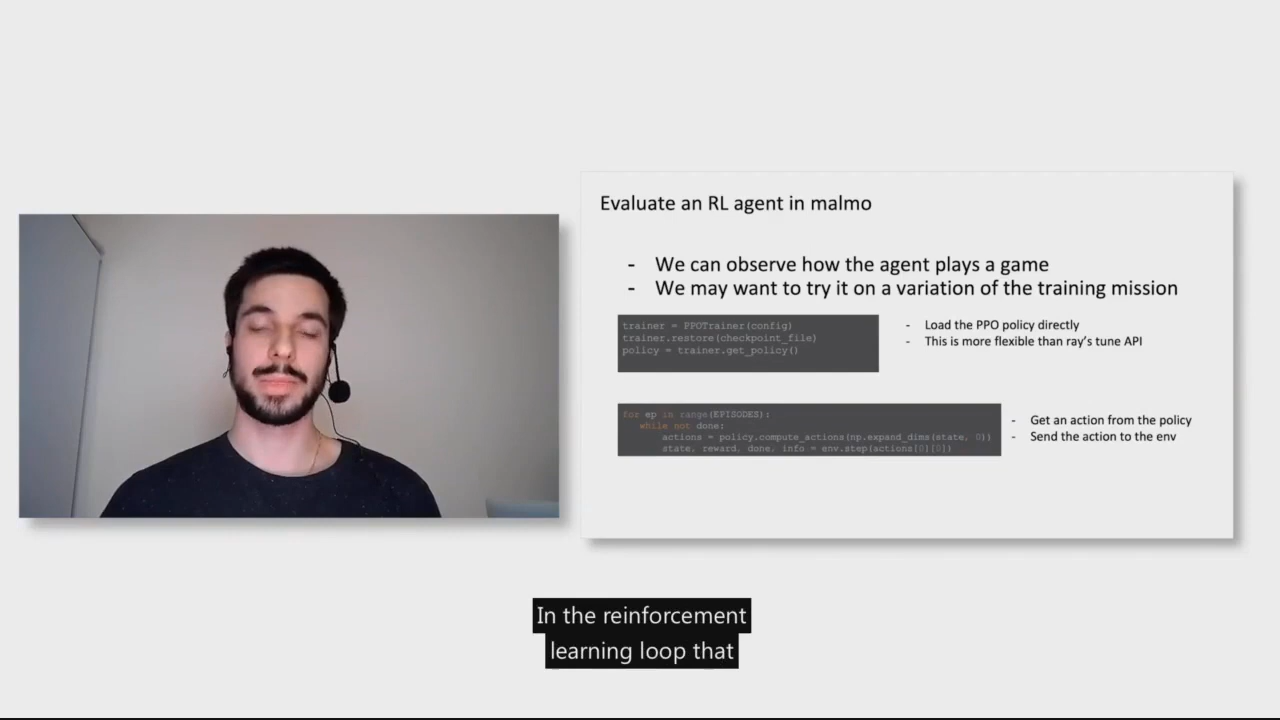 Evaluate an RL agent in malmo
- We can observe how the agent plays a game
- We may want to try it on a variation of the training mission
trainer = PPOTrainer(config)
trainer.restore(checkpoint_file)
policy = trainer.get_policy()
- Load the PPO policy directly
- This is more flexible than ray's tune API
for ep in range(EPISODES):
while not done:
actions = policy.compute_actions(np.expand_dims(state, 0))
state, reward, done, info = env.step(actions[0][0])
- Get an action from the policy
- Send the action to the env
In the reinforcement
learning loop that